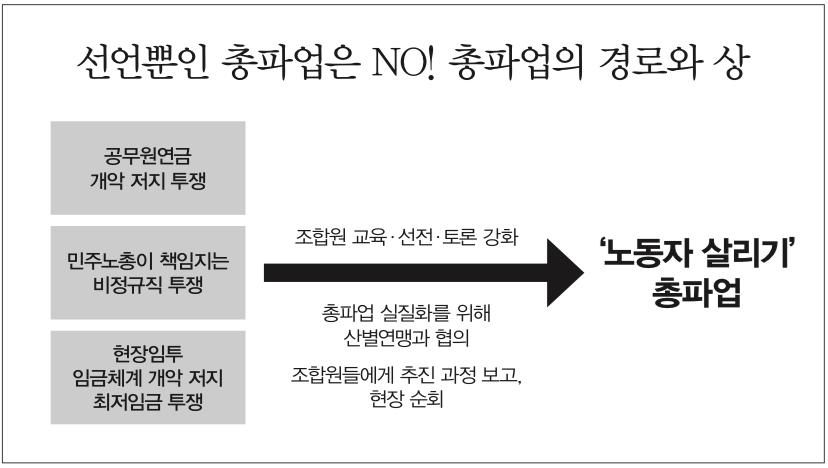 선언뿐인 총파업은 NO! 총파업의 경로와 상
공무원연금
개악 저지 투쟁
민주노총이 책임지는
비정규직 투쟁
현장임투
임금체계 개악 저지
최저임금 투쟁
조합원 교육·선전·토론 강화
총파업 실질화를 위해
산별연맹과 협의
조합원들에게 추진 과정 보고,
현장 순회
‘노동자 살리기’
총파업